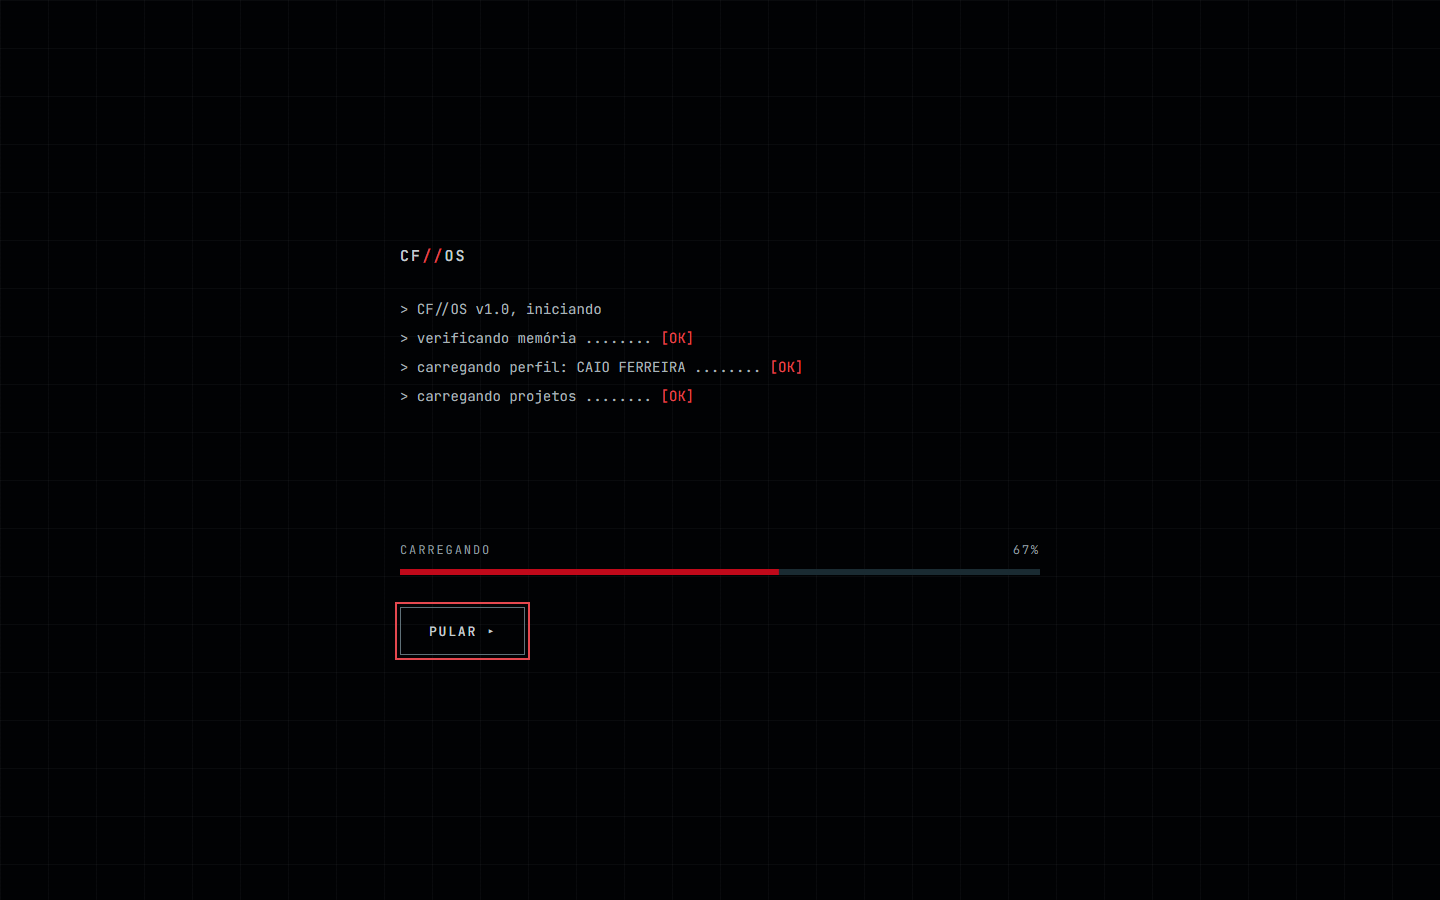 CF//OS
> CF//OS v1.0, iniciando
> verificando memória ........ [OK]
> carregando perfil: CAIO FERREIRA ........ [OK]
> carregando projetos ........ [OK]
CARREGANDO 67%
PULAR ▸